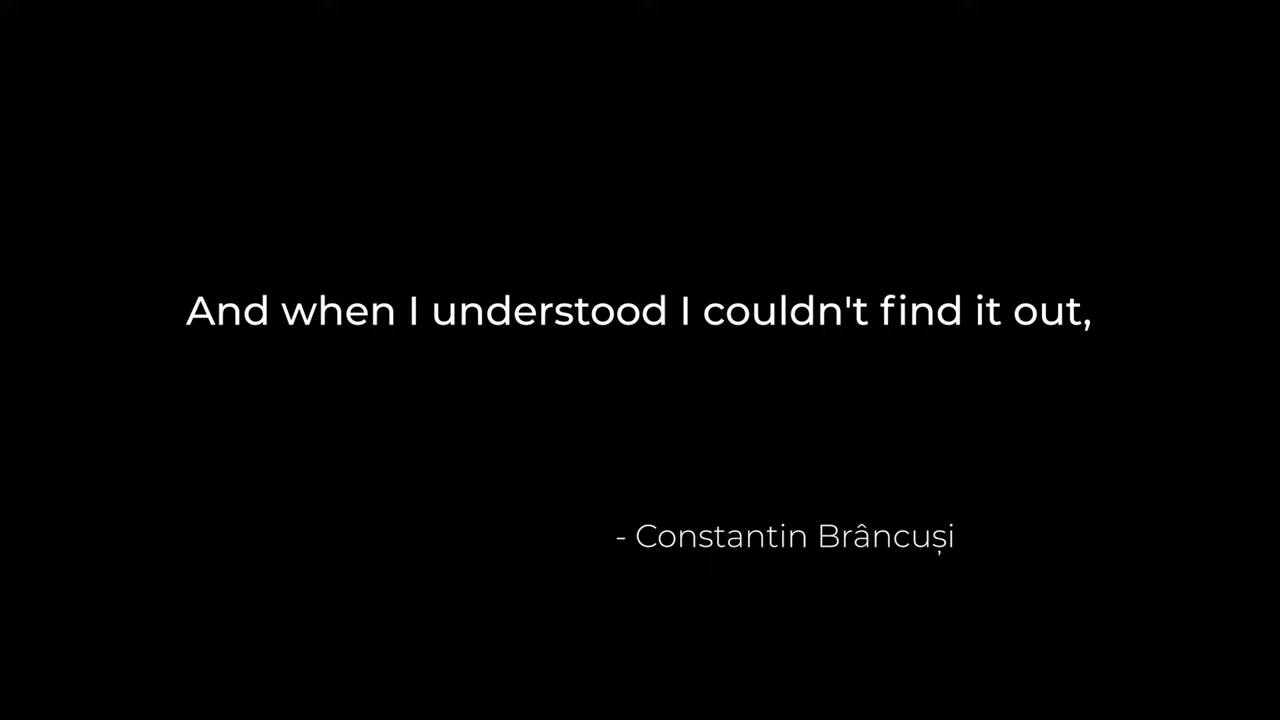 And when I understood I couldn't find it out,
- Constantin Brâncuși